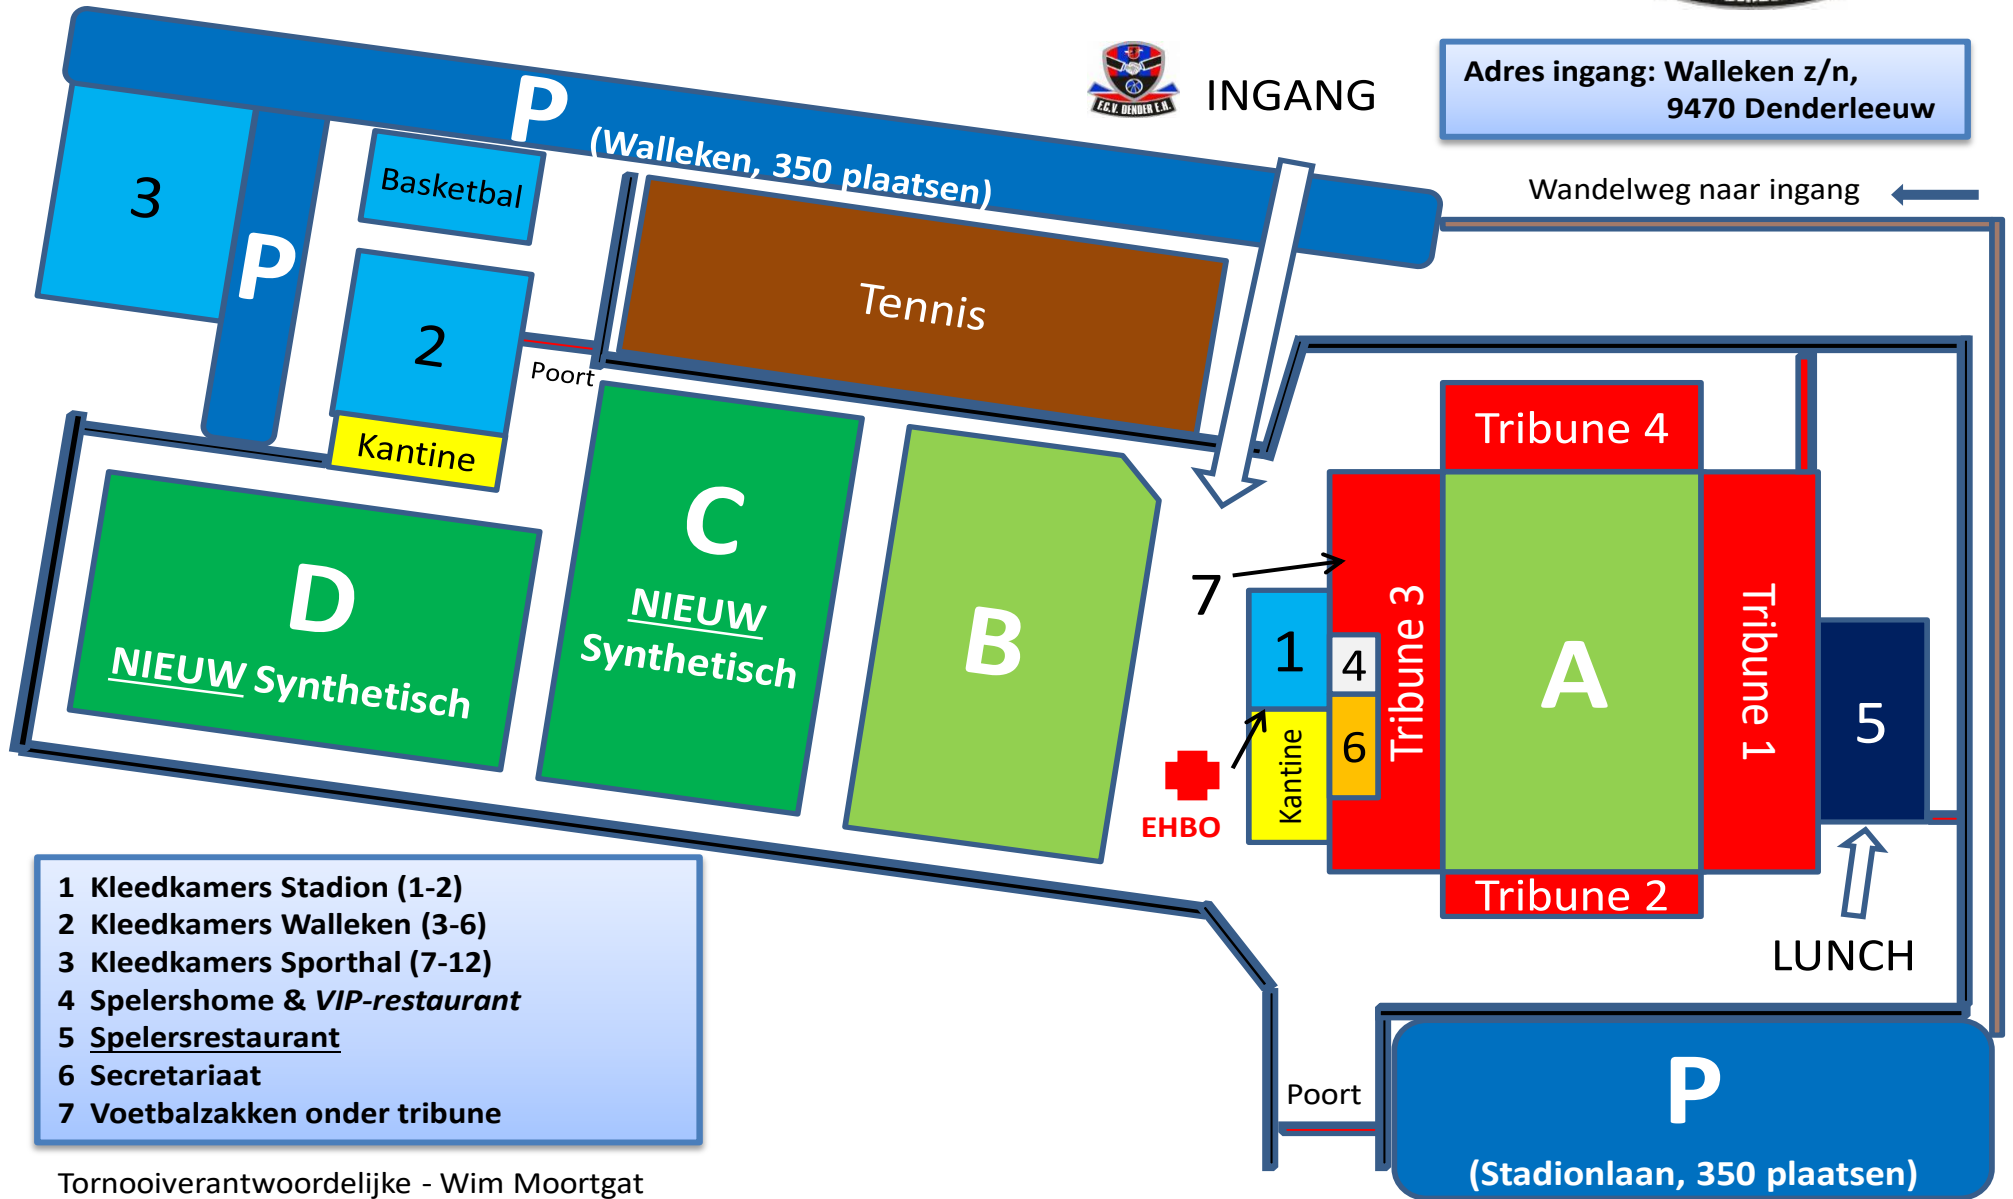 INGANG
Adres ingang: Walleken z/n,
9470 Denderleeuw
F.C.V. DENDER E.H.
P
(Walleken, 350 plaatsen)
Wandelweg naar ingang
3
P
Basketbal
2
Poort
Kantine
Tennis
Tribune 4
C
NIEUW
Synthetisch
D
NIEUW Synthetisch
B
7
1
4
6
Kantine
EHBO
Tribune 3
A
Tribune 1
5
Tribune 2
LUNCH
1 Kleedkamers Stadion (1-2)
2 Kleedkamers Walleken (3-6)
3 Kleedkamers Sporthal (7-12)
4 Spelershome & VIP-restaurant
5 Spelersrestaurant
6 Secretariaat
7 Voetbalzakken onder tribune
Poort
P
(Stadionlaan, 350 plaatsen)
Tornooiverantwoordelijke - Wim Moortgat